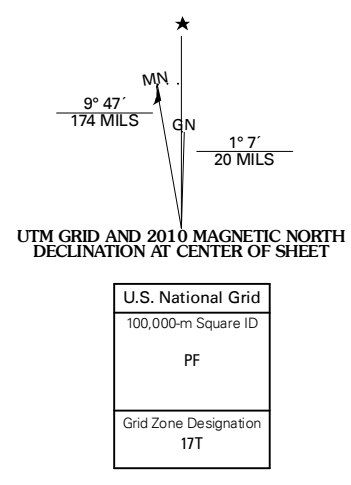 MN
9° 47´
174 MILS
GN
1° 7´
20 MILS
UTM GRID AND 2010 MAGNETIC NORTH
DECLINATION AT CENTER OF SHEET
U.S. National Grid
100,000-m Square ID
PF
Grid Zone Designation
17T